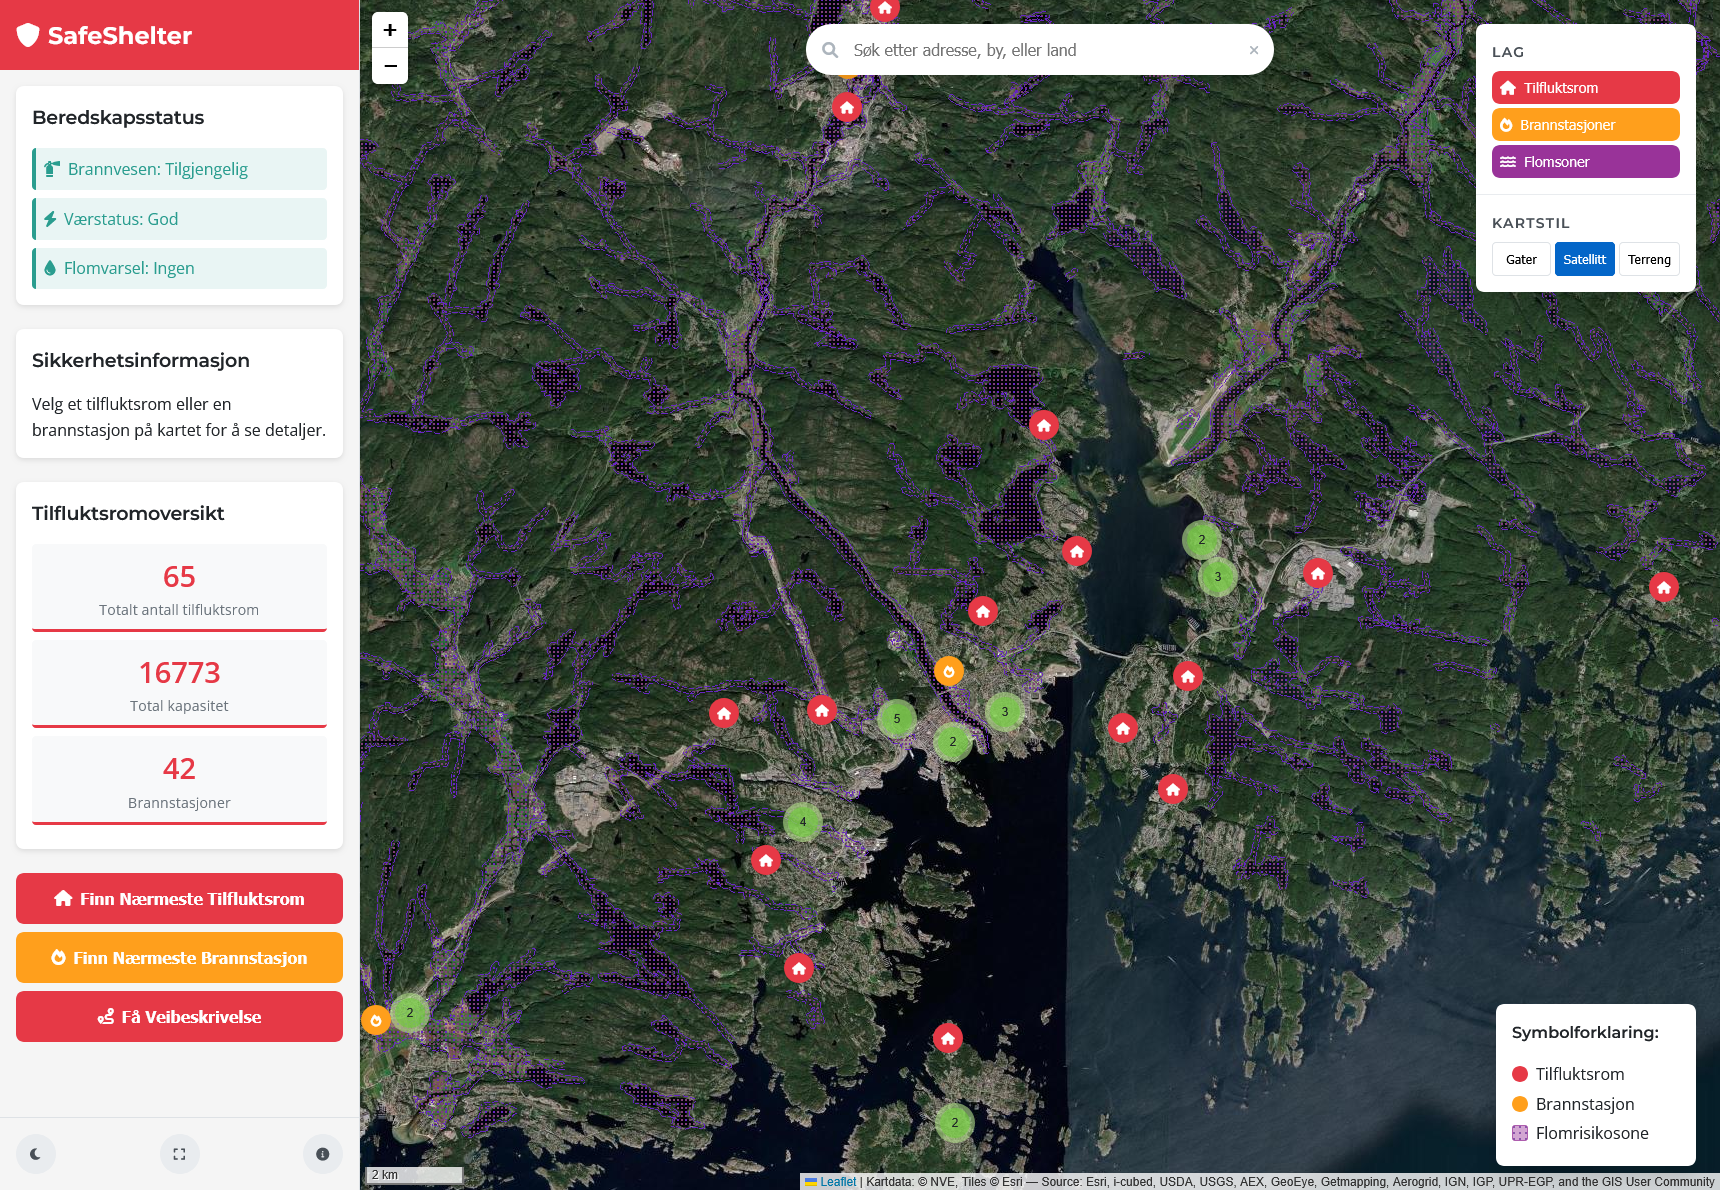 SafeShelter
Beredskapsstatus
Brannvesen: Tilgjengelig
Værstatus: God
Flomvarsel: Ingen
Sikkerhetsinformasjon
Velg et tilfluktsrom eller en
brannstasjon på kartet for å se detaljer.
Tilfluktsromoversikt
65
Totalt antall tilfluktsrom
16773
Total kapasitet
42
Brannstasjoner
Finn Nærmeste Tilfluktsrom
Finn Nærmeste Brannstasjon
Få Veibeskrivelse
+
−
Søk etter adresse, by, eller land
×
LAG
Tilfluktsrom
Brannstasjoner
Flomsoner
KARTSTIL
Gater
Satellitt
Terreng
2
3
5
3
2
4
2
2
Symbolforklaring:
Tilfluktsrom
Brannstasjon
Flomrisikosone
2 km
Leaflet | Kartdata: © NVE, Tiles © Esri — Source: Esri, i-cubed, USDA, USGS, AEX, GeoEye, Getmapping, Aerogrid, IGN, IGP, UPR-EGP, and the GIS User Community